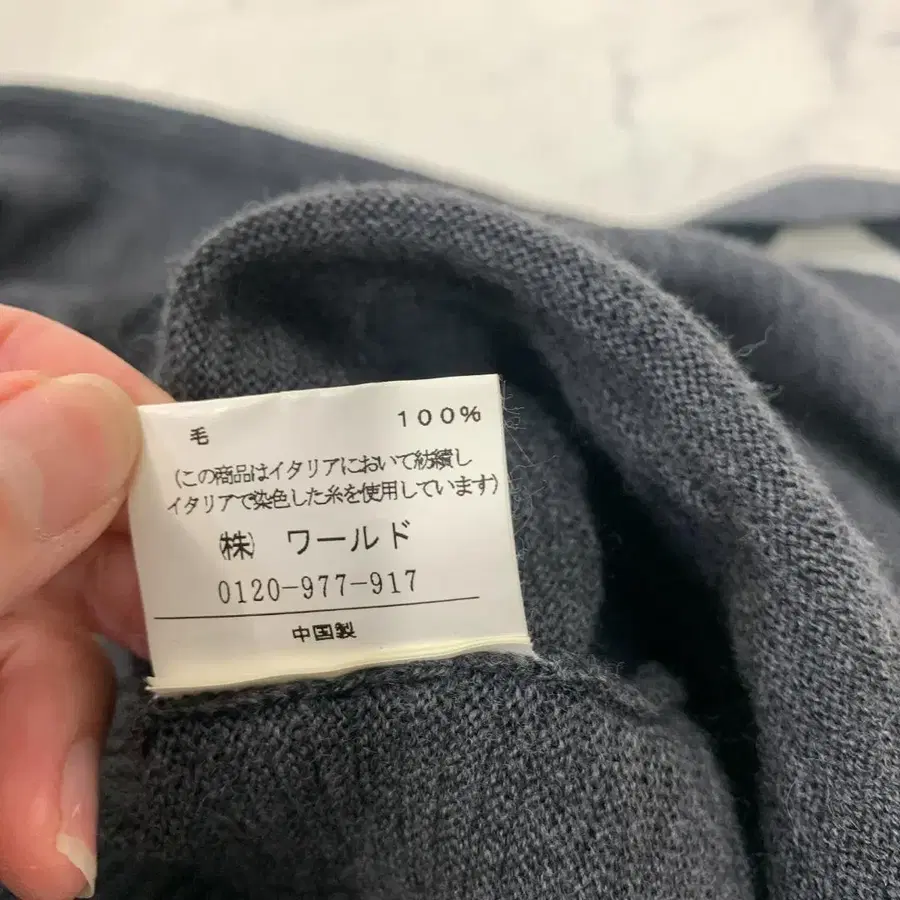 毛 100%
(この商品はイタリアにおいて紡績し
イタリアで染色した糸を使用しています)
㈱ ワールド
0120-977-917
中国製